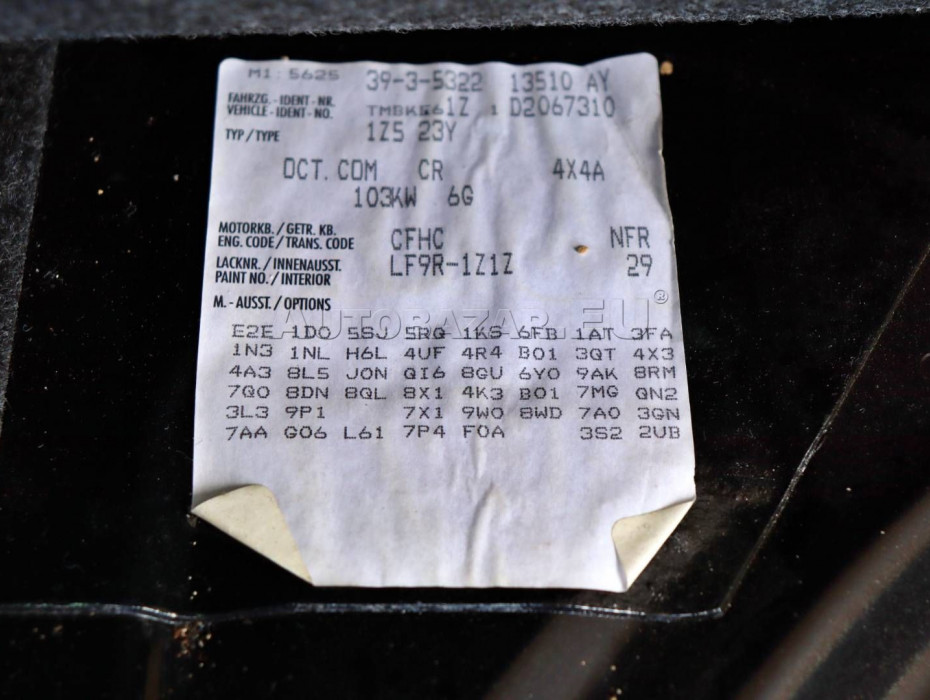 M1: 5625 39-3-5322 13510 AY
FAHRZG.-IDENT-NR.
VEHICLE-IDENT-NO. TMBKE61Z 1 D2067310
TYP/TYPE 1Z5 23Y
OCT. COM CR 4X4A
103KW 6G
MOTORKB./GETR. KB.
ENG. CODE/TRANS. CODE CFHC NFR
LACKNR./INNENAUSST. LF9R-1Z1Z 29
PAINT NO./INTERIOR
M.-AUSST./OPTIONS
AUTOBAZAR.EU®
E2E 1D0 5SJ 5RG 1KS 6FB 1AT 3FA
1N3 1NL H6L 4UF 4R4 B01 3QT 4X3
4A3 8L5 J0N QI6 8GU 6Y0 9AK 8RM
7Q0 8DN 8QL 8X1 4K3 B01 7MG QN2
3L3 9P1 7X1 9W0 8WD 7A0 3GN
7AA G06 L61 7P4 F0A 3S2 2UB